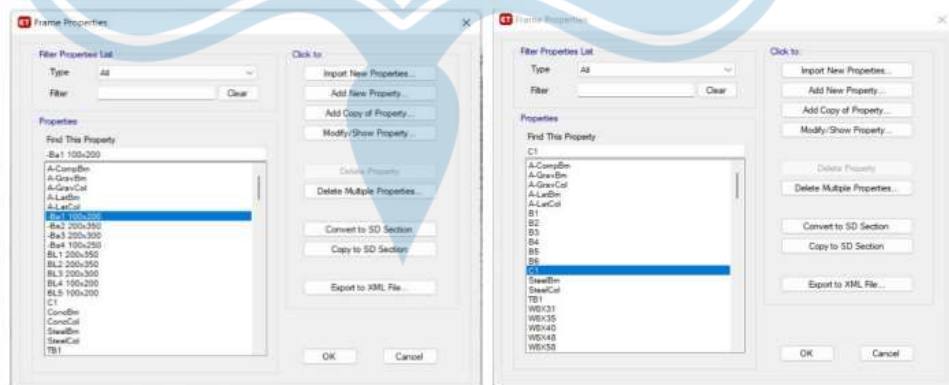 ET Frame Properties
Filter Properties List
Type All
Filter Clear
Properties
Find This Property
-Ba1 100x200
A-CompBm
A-GravBm
A-GravCol
A-LatBm
A-LatCol
-Ba1 100x200
-Ba2 200x350
-Ba3 200x300
-Ba4 100x250
BL1 200x350
BL2 200x350
BL3 200x300
BL4 100x200
BL5 100x200
C1
ConcBm
ConcCol
SteelBm
SteelCol
TB1
Click to:
Import New Properties...
Add New Property...
Add Copy of Property...
Modify/Show Property...
Delete Property
Delete Multiple Properties...
Convert to SD Section
Copy to SD Section
Export to XML File...
OK Cancel
ET Frame Properties
Filter Properties List
Type All
Filter Clear
Properties
Find This Property
C1
A-CompBm
A-GravBm
A-GravCol
A-LatBm
A-LatCol
B1
B2
B3
B4
B5
B6
C1
SteelBm
SteelCol
TB1
W6X31
W6X35
W6X40
W6X48
W6X58
Click to:
Import New Properties...
Add New Property...
Add Copy of Property...
Modify/Show Property...
Delete Property
Delete Multiple Properties...
Convert to SD Section
Copy to SD Section
Export to XML File...
OK Cancel